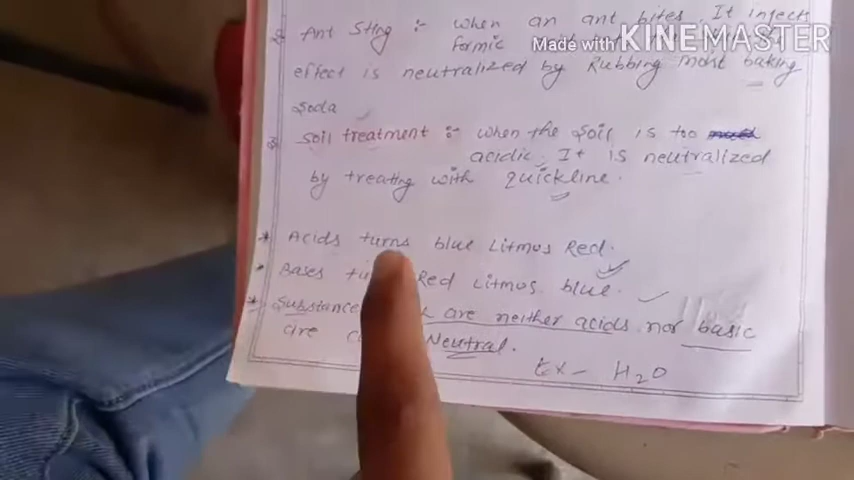 Ant Sting :- when an ant bites. It injects
formic
Made with KINEMASTER
effect is neutralized by Rubbing moist baking
soda
Soil treatment :- when the soil is too
acidic. It is neutralized
by treating with quickline.
* Acids turns blue Litmus Red.
* Bases Red Litmus blue.
* Substance are neither acids nor basic
are Neutral.
Ex - H2O